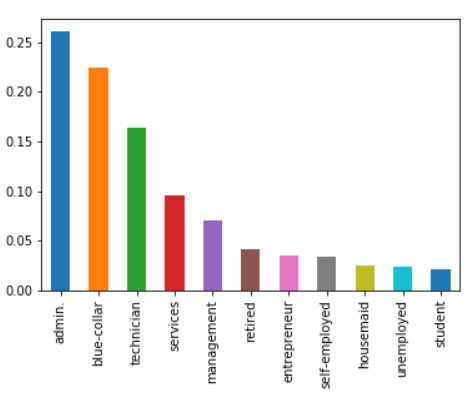 0.25
0.20
0.15
0.10
0.05
0.00
admin.
blue-collar
technician
services
management
retired
entrepreneur
self-employed
housemaid
unemployed
student